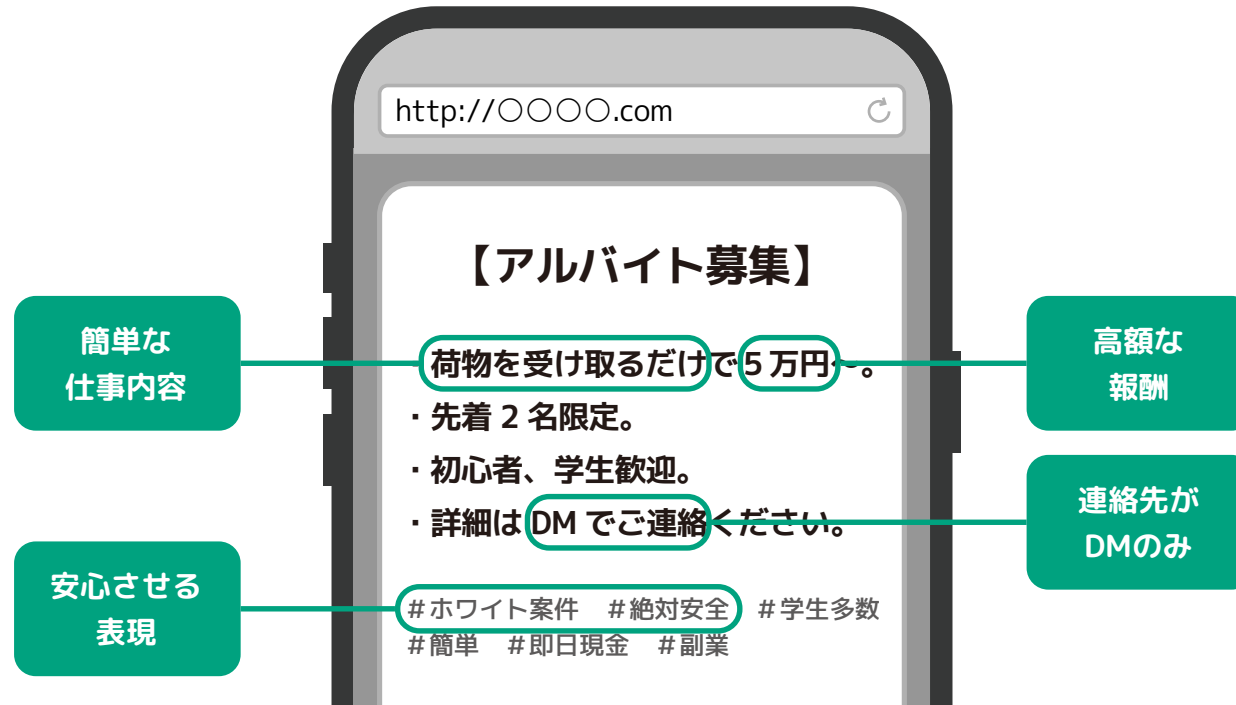 http://○○○○.com
【アルバイト募集】
荷物を受け取るだけで5万円〜。
・先着2名限定。
・初心者、学生歓迎。
・詳細はDMでご連絡ください。
#ホワイト案件 #絶対安全 #学生多数
#簡単 #即日現金 #副業
簡単な
仕事内容
安心させる
表現
高額な
報酬
連絡先が
DMのみ